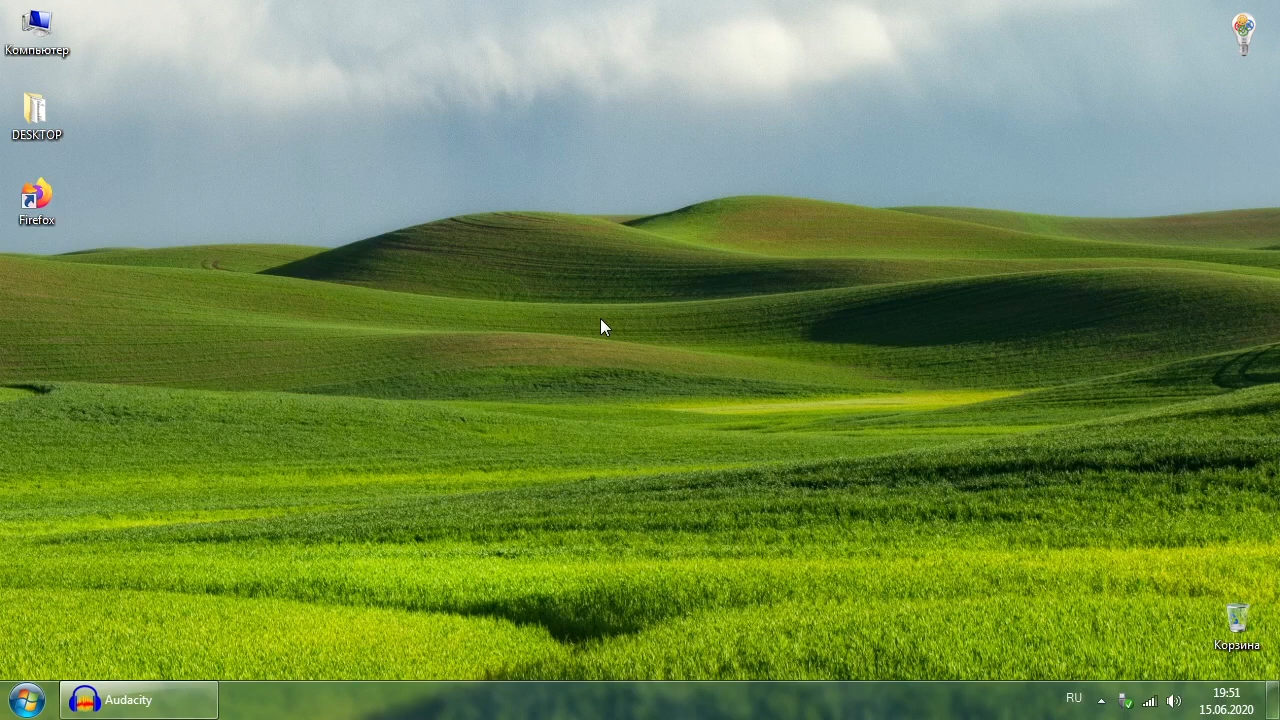 Компьютер
DESKTOP
Firefox
Корзина
Audacity
RU
19:51
15.06.2020